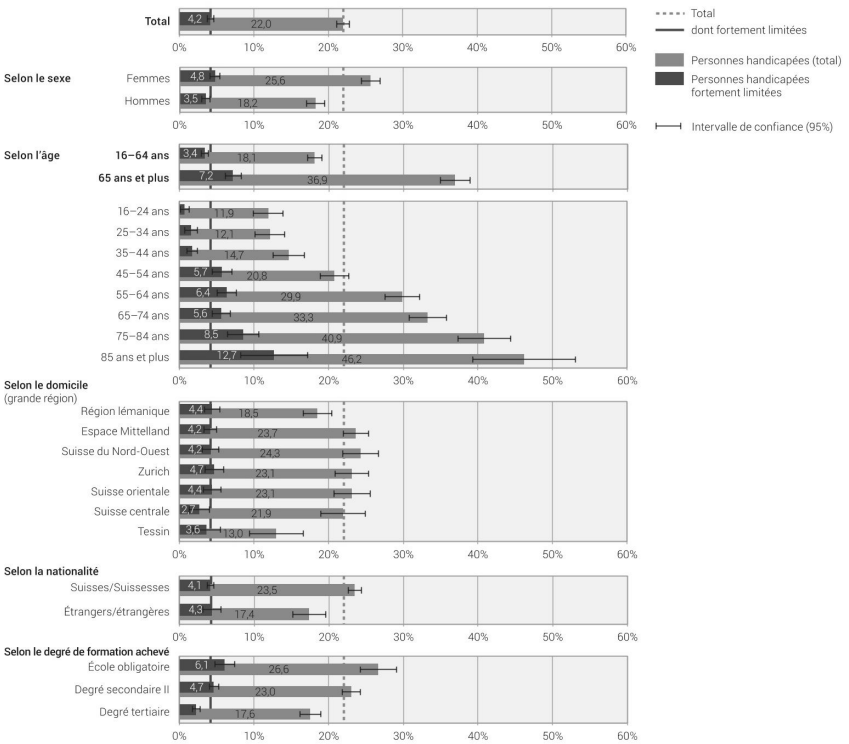 Total 4,2 22,0
0% 10% 20% 30% 40% 50% 60%
Total
dont fortement limitées
Personnes handicapées (total)
Personnes handicapées
fortement limitées
Intervalle de confiance (95%)
Selon le sexe
Femmes 4,8 25,6
Hommes 3,5 18,2
0% 10% 20% 30% 40% 50% 60%
Selon l'âge
16–64 ans 3,4 18,1
65 ans et plus 7,2 36,9
16–24 ans 11,9
25–34 ans 12,1
35–44 ans 14,7
45–54 ans 5,7 20,8
55–64 ans 6,4 29,9
65–74 ans 5,6 33,3
75–84 ans 8,5 40,9
85 ans et plus 12,7 46,2
0% 10% 20% 30% 40% 50% 60%
Selon le domicile
(grande région)
Région lémanique 4,4 18,5
Espace Mittelland 4,2 23,7
Suisse du Nord-Ouest 4,2 24,3
Zurich 4,7 23,1
Suisse orientale 4,4 23,1
Suisse centrale 2,7 21,9
Tessin 3,6 13,0
0% 10% 20% 30% 40% 50% 60%
Selon la nationalité
Suisses/Suissesses 4,1 23,5
Étrangers/étrangères 4,3 17,4
0% 10% 20% 30% 40% 50% 60%
Selon le degré de formation achevé
École obligatoire 6,1 26,6
Degré secondaire II 4,7 23,0
Degré tertiaire 17,6
0% 10% 20% 30% 40% 50% 60%